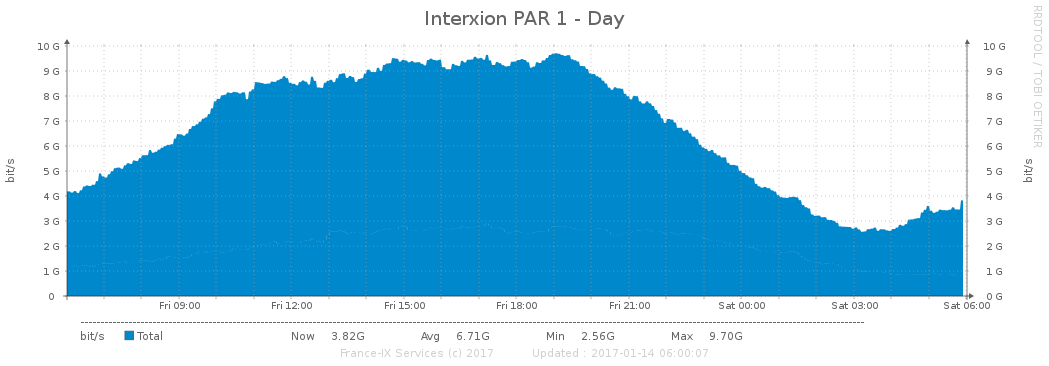 Interxion PAR 1 - Day
RRDTOOL / TOBI OETIKER
bit/s
10 G
9 G
8 G
7 G
6 G
5 G
4 G
3 G
2 G
1 G
0
10 G
9 G
8 G
7 G
6 G
5 G
4 G
3 G
2 G
1 G
0 G
bit/s
Fri 09:00 Fri 12:00 Fri 15:00 Fri 18:00 Fri 21:00 Sat 00:00 Sat 03:00 Sat 06:00
bit/s Total Now 3.82G Avg 6.71G Min 2.56G Max 9.70G
France-IX Services (c) 2017 Updated : 2017-01-14 06:00:07